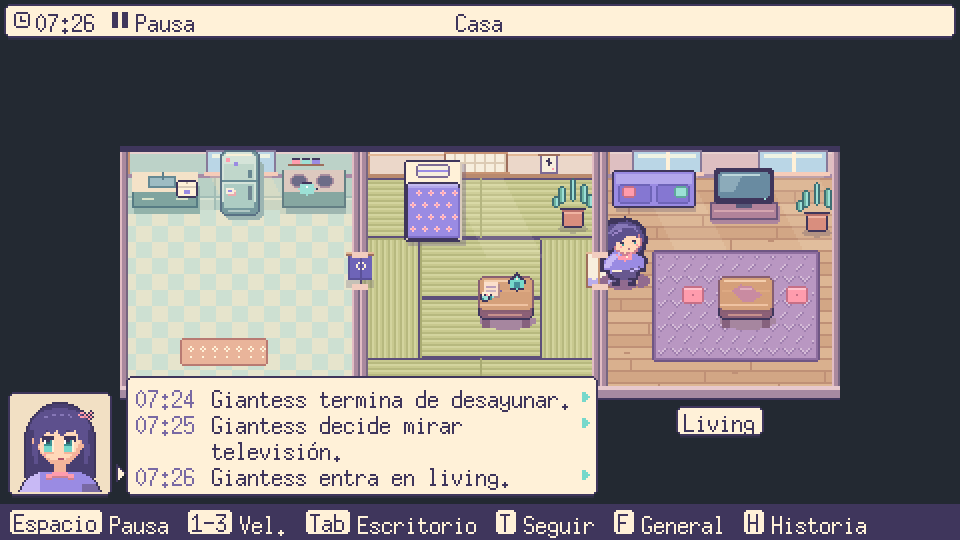 07:26 Pausa Casa
07:24 Giantess termina de desayunar.
07:25 Giantess decide mirar
televisión.
07:26 Giantess entra en living.
Living
Espacio Pausa 1-3 Vel. Tab Escritorio T Seguir F General H Historia